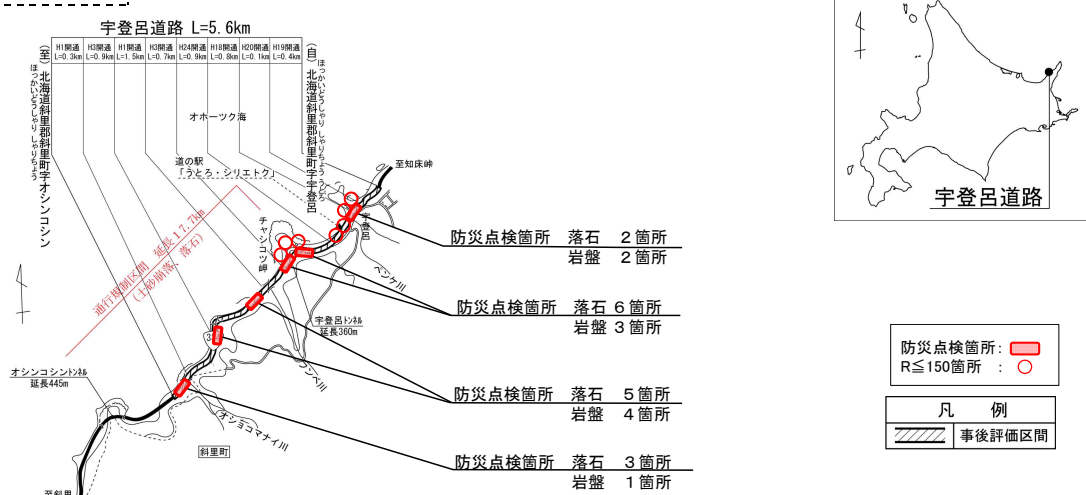 宇登呂道路 L=5.6km
H1開通 H3開通 H1開通 H3開通 H24開通 H18開通 H20開通 H19開通
L=0.3km L=0.9km L=1.5km L=0.7km L=0.9km L=0.8km L=0.1km L=0.4km
(至)北海道斜里郡斜里町字オシンコシン
ほっかいどうしゃり しゃりちょう
(自)北海道斜里郡斜里町字宇登呂
ほっかいどうしゃり しゃりちょう うとろ
オホーツク海
道の駅
「うとろ・シリエトク」
至知床峠
宇登呂
チャシコツ岬
ペンケ川
通行規制区間 延長17.7km
(土砂崩落、落石)
宇登呂トンネル
延長360m
フンベ川
オシンコシントンネル
延長445m
オショコマナイ川
斜里町
至斜里
防災点検箇所 落石 2箇所
岩盤 2箇所
防災点検箇所 落石 6箇所
岩盤 3箇所
防災点検箇所 落石 5箇所
岩盤 4箇所
防災点検箇所 落石 3箇所
岩盤 1箇所
宇登呂道路
防災点検箇所:
R≦150箇所 :
凡 例
事後評価区間